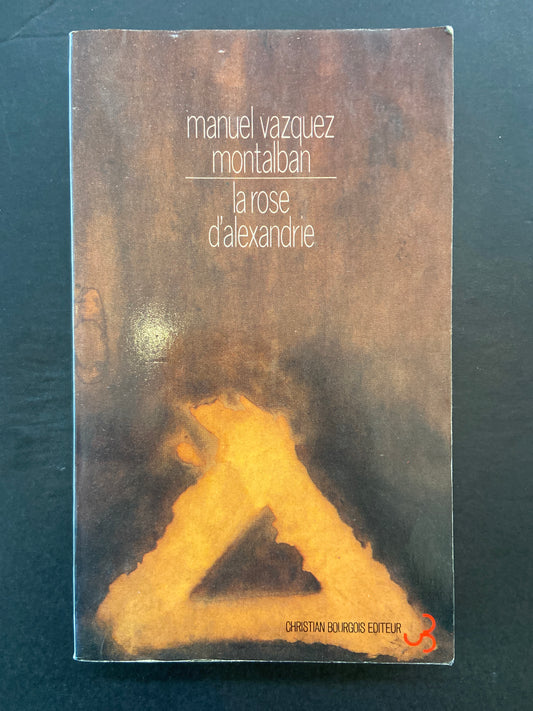 manuel vazquez
montalban
la rose
d'alexandrie
CHRISTIAN BOURGOIS EDITEUR